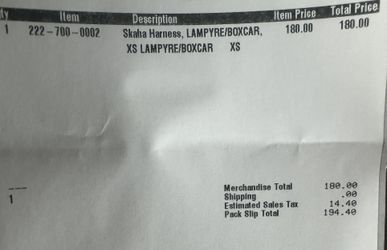 ty Item Description Item Price Total Price
1 222-700-0002 Skaha Harness, LAMPYRE/BOXCAR, 180.00 180.00
XS LAMPYRE/BOXCAR XS
---
1
Merchandise Total 180.00
Shipping .00
Estimated Sales Tax 14.40
Pack Slip Total 194.40